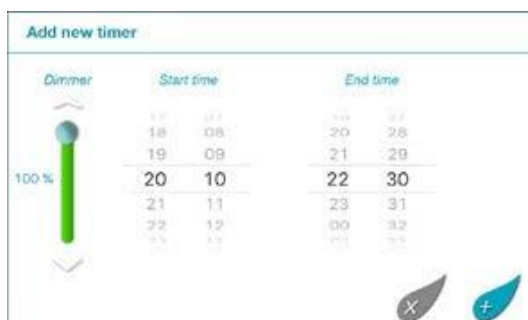 Add new timer
Dimmer Start time End time
18 08 20 28
19 09 21 29
100 % 20 10 22 30
21 11 23 31
22 12 00 32
x +